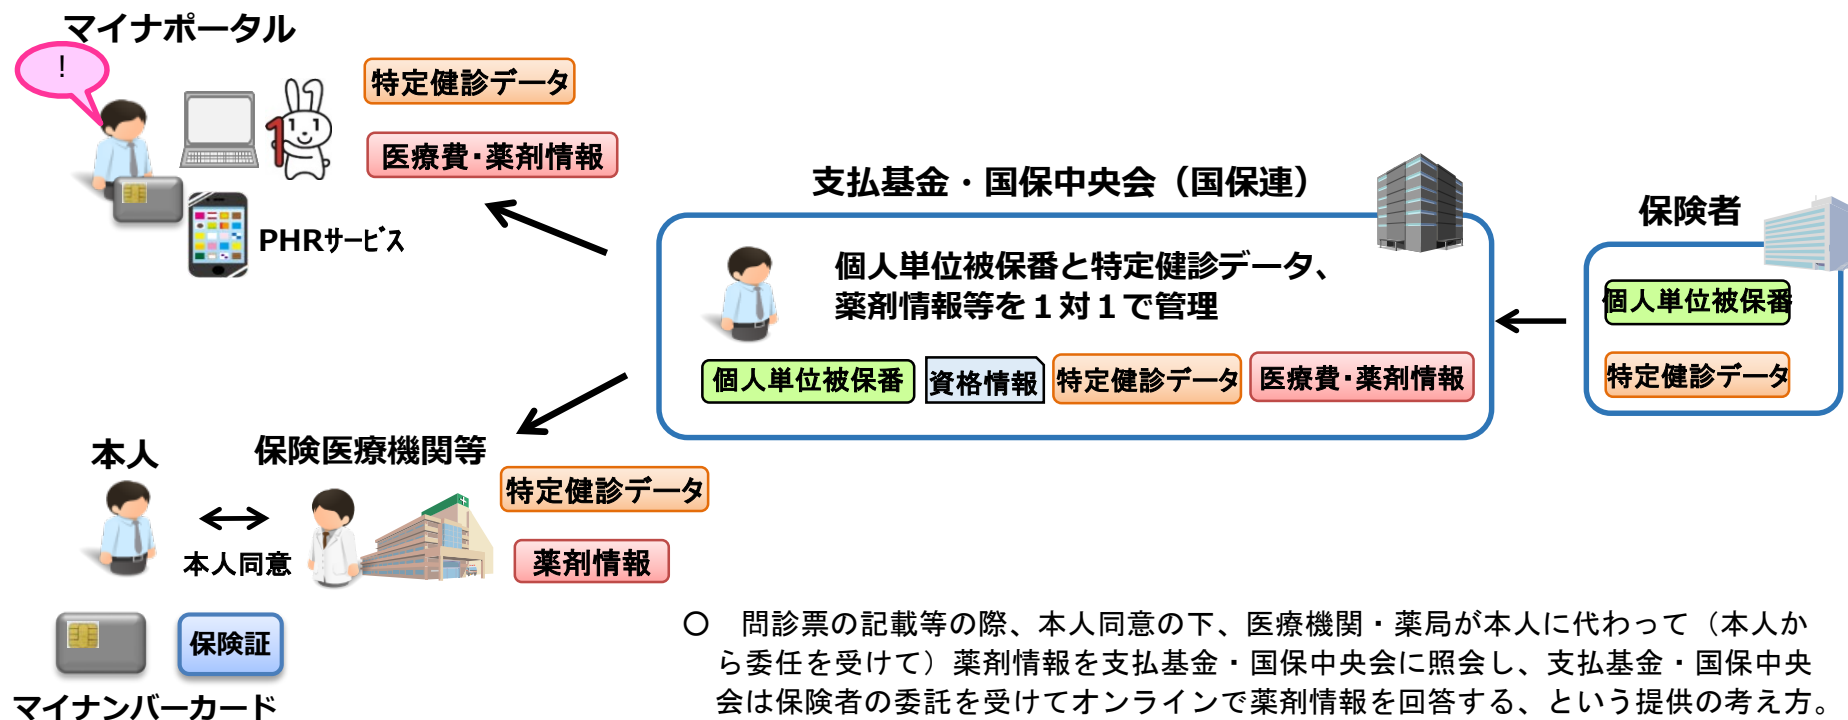 マイナポータル
!
特定健診データ
医療費・薬剤情報
PHRサービス
支払基金・国保中央会（国保連）
個人単位被保番と特定健診データ、
薬剤情報等を１対１で管理
個人単位被保番
資格情報
特定健診データ
医療費・薬剤情報
保険者
個人単位被保番
特定健診データ
本人
保険医療機関等
特定健診データ
本人同意
薬剤情報
保険証
マイナンバーカード
○　問診票の記載等の際、本人同意の下、医療機関・薬局が本人に代わって（本人か
ら委任を受けて）薬剤情報を支払基金・国保中央会に照会し、支払基金・国保中央
会は保険者の委託を受けてオンラインで薬剤情報を回答する、という提供の考え方。